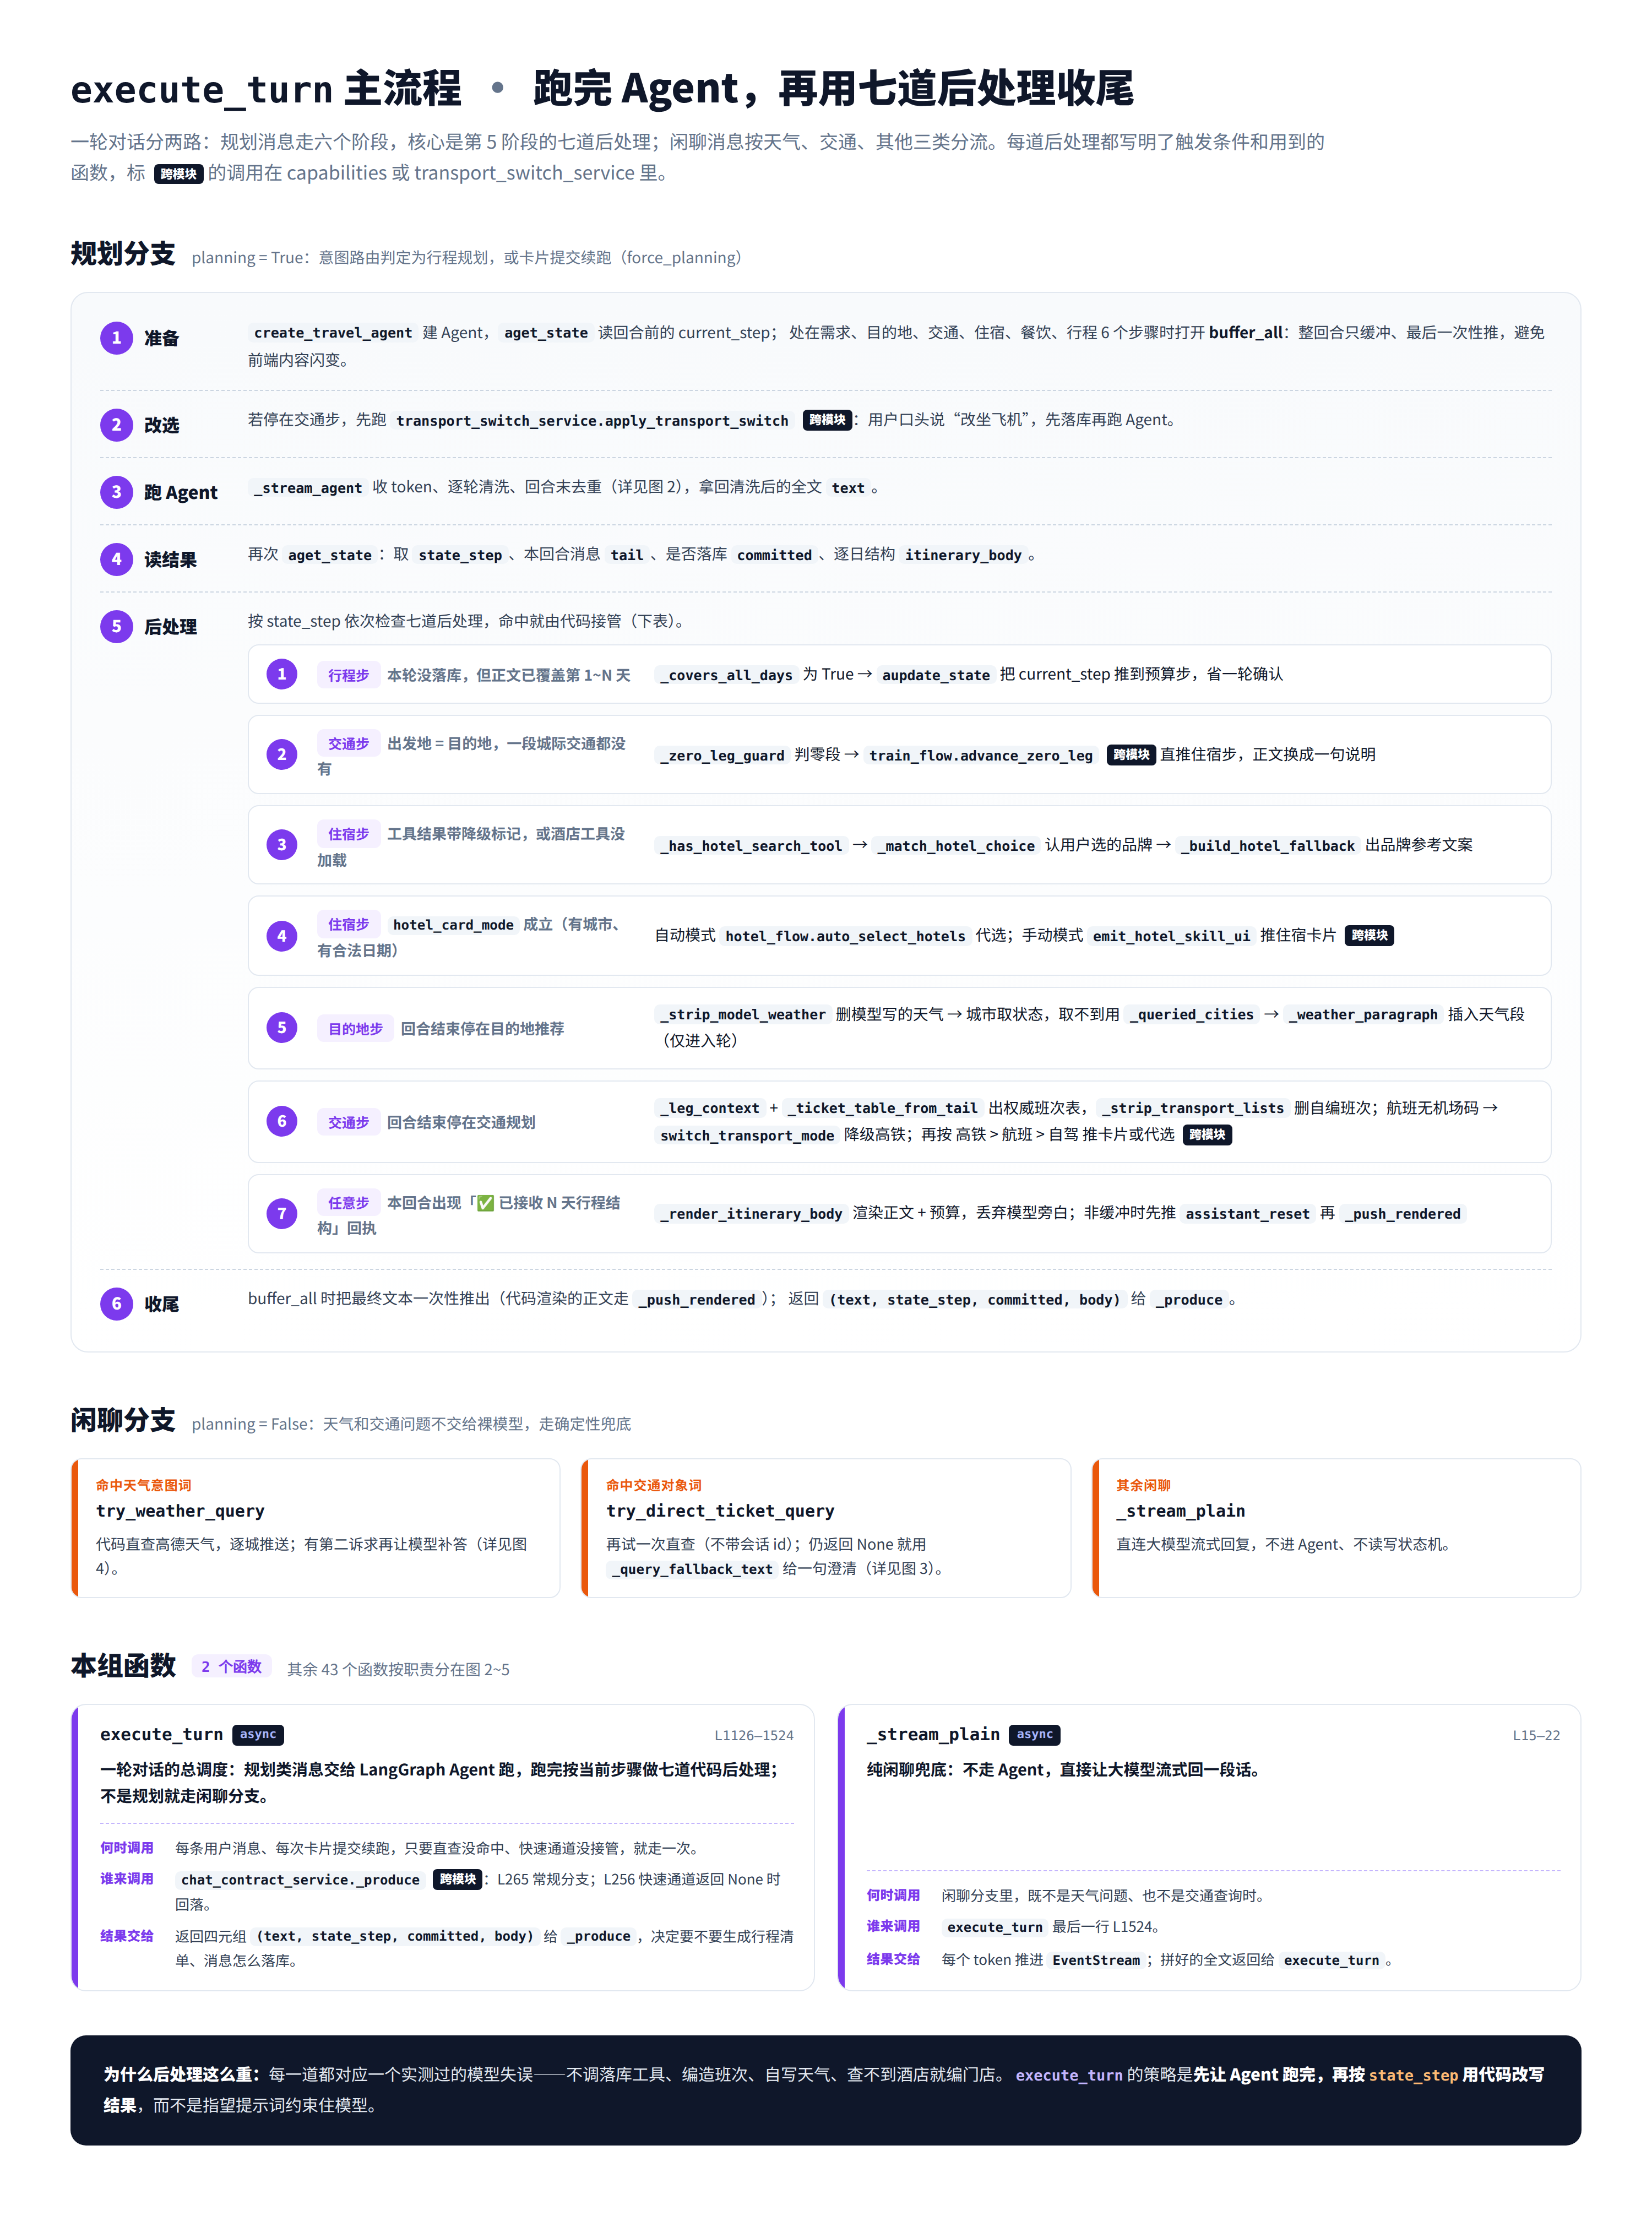 execute_turn 主流程 • 跑完 Agent，再用七道后处理收尾
一轮对话分两路：规划消息走六个阶段，核心是第 5 阶段的七道后处理；闲聊消息按天气、交通、其他三类分流。每道后处理都写明了触发条件和用到的
函数，标 跨模块 的调用在 capabilities 或 transport_switch_service 里。
规划分支 planning = True：意图路由判定为行程规划，或卡片提交续跑（force_planning）
1 准备 create_travel_agent 建 Agent，aget_state 读回合前的 current_step； 处在需求、目的地、交通、住宿、餐饮、行程 6 个步骤时打开 buffer_all：整回合只缓冲、最后一次性推，避免
前端内容闪变。
2 改选 若停在交通步，先跑 transport_switch_service.apply_transport_switch 跨模块：用户口头说“改坐飞机”，先落库再跑 Agent。
3 跑 Agent _stream_agent 收 token、逐轮清洗、回合末去重（详见图 2），拿回清洗后的全文 text。
4 读结果 再次 aget_state：取 state_step、本回合消息 tail、是否落库 committed、逐日结构 itinerary_body。
5 后处理 按 state_step 依次检查七道后处理，命中就由代码接管（下表）。
1 行程步 本轮没落库，但正文已覆盖第 1~N 天 _covers_all_days 为 True → aupdate_state 把 current_step 推到预算步，省一轮确认
2 交通步 出发地 = 目的地，一段城际交通都没
有 _zero_leg_guard 判零段 → train_flow.advance_zero_leg 跨模块 直推住宿步，正文换成一句说明
3 住宿步 工具结果带降级标记，或酒店工具没
加载 _has_hotel_search_tool → _match_hotel_choice 认用户选的品牌 → _build_hotel_fallback 出品牌参考文案
4 住宿步 hotel_card_mode 成立（有城市、
有合法日期） 自动模式 hotel_flow.auto_select_hotels 代选；手动模式 emit_hotel_skill_ui 推住宿卡片 跨模块
5 目的地步 回合结束停在目的地推荐 _strip_model_weather 删模型写的天气 → 城市取状态，取不到用 _queried_cities → _weather_paragraph 插入天气段
（仅进入轮）
6 交通步 回合结束停在交通规划 _leg_context + _ticket_table_from_tail 出权威班次表，_strip_transport_lists 删自编班次；航班无机场码 →
switch_transport_mode 降级高铁；再按 高铁 > 航班 > 自驾 推卡片或代选 跨模块
7 任意步 本回合出现「✅ 已接收 N 天行程结
构」回执 _render_itinerary_body 渲染正文 + 预算，丢弃模型旁白；非缓冲时先推 assistant_reset 再 _push_rendered
6 收尾 buffer_all 时把最终文本一次性推出（代码渲染的正文走 _push_rendered）； 返回 (text, state_step, committed, body) 给 _produce。
闲聊分支 planning = False：天气和交通问题不交给裸模型，走确定性兜底
命中天气意图词
try_weather_query
代码直查高德天气，逐城推送；有第二诉求再让模型补答（详见图
4）。
命中交通对象词
try_direct_ticket_query
再试一次直查（不带会话 id）；仍返回 None 就用
_query_fallback_text 给一句澄清（详见图 3）。
其余闲聊
_stream_plain
直连大模型流式回复，不进 Agent、不读写状态机。
本组函数 2 个函数 其余 43 个函数按职责分在图 2~5
execute_turn async L1126–1524
一轮对话的总调度：规划类消息交给 LangGraph Agent 跑，跑完按当前步骤做七道代码后处理；
不是规划就走闲聊分支。
何时调用 每条用户消息、每次卡片提交续跑，只要直查没命中、快速通道没接管，就走一次。
谁来调用 chat_contract_service._produce 跨模块：L265 常规分支；L256 快速通道返回 None 时
回落。
结果交给 返回四元组 (text, state_step, committed, body) 给 _produce，决定要不要生成行程清
单、消息怎么落库。
_stream_plain async L15–22
纯闲聊兜底：不走 Agent，直接让大模型流式回一段话。
何时调用 闲聊分支里，既不是天气问题、也不是交通查询时。
谁来调用 execute_turn 最后一行 L1524。
结果交给 每个 token 推进 EventStream；拼好的全文返回给 execute_turn。
为什么后处理这么重：每一道都对应一个实测过的模型失误——不调落库工具、编造班次、自写天气、查不到酒店就编门店。execute_turn 的策略是先让 Agent 跑完，再按 state_step 用代码改写
结果，而不是指望提示词约束住模型。